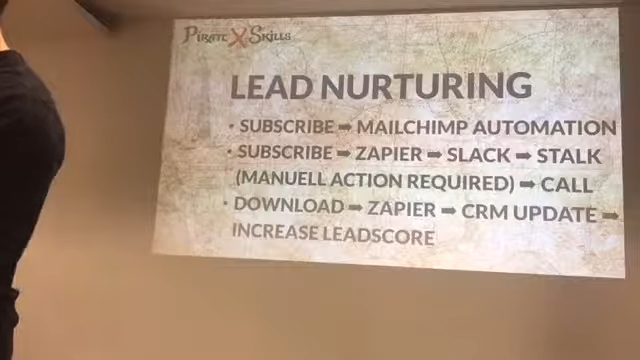 PIRATE X SKILLS
LEAD NURTURING
• SUBSCRIBE ➡ MAILCHIMP AUTOMATION
• SUBSCRIBE ➡ ZAPIER ➡ SLACK ➡ STALK
(MANUELL ACTION REQUIRED) ➡ CALL
• DOWNLOAD ➡ ZAPIER ➡ CRM UPDATE ➡
INCREASE LEADSCORE